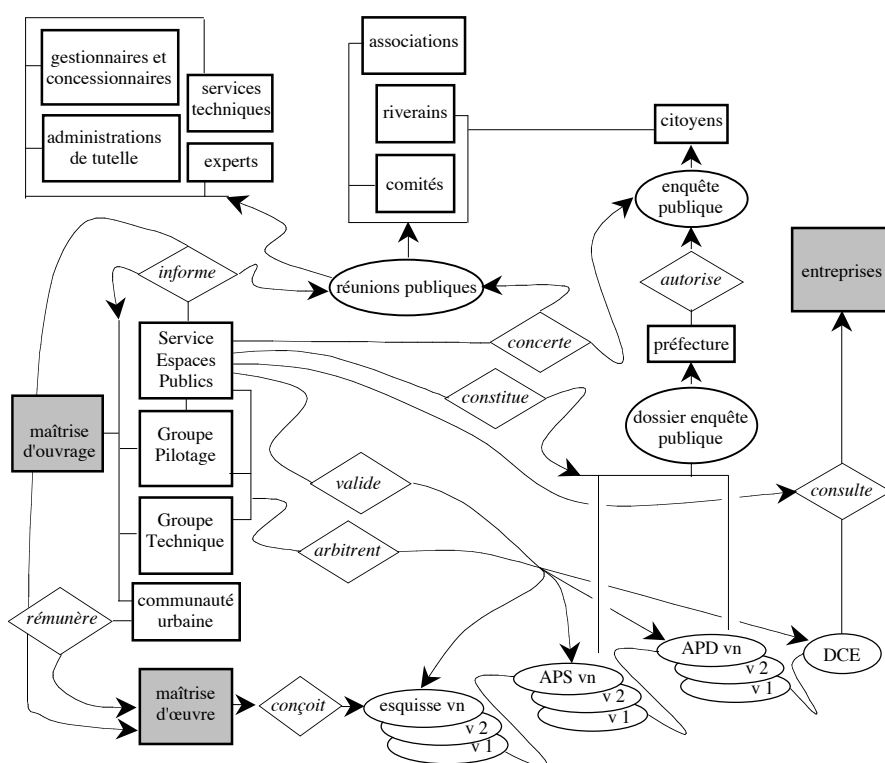 associations
gestionnaires et
concessionnaires
services
techniques
riverains
citoyens
administrations
de tutelle
experts
comités
enquête
publique
informe
réunions publiques
autorise
entreprises
Service
Espaces
Publics
concerte
préfecture
constitue
dossier enquête
publique
maîtrise
d'ouvrage
Groupe
Pilotage
valide
consulte
Groupe
Technique
arbitrent
communauté
urbaine
rémunère
APD vn
v 2
v 1
DCE
APS vn
v 2
v 1
maîtrise
d'œuvre
conçoit
esquisse vn
v 2
v 1